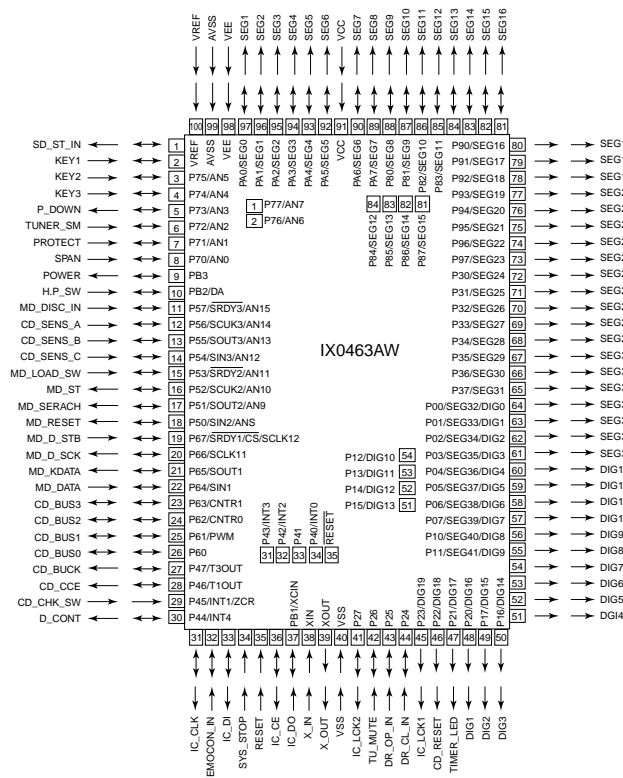 VREF
AVSS
VEE
SEG1
SEG2
SEG3
SEG4
SEG5
SEG6
VCC
SEG7
SEG8
SEG9
SEG10
SEG11
SEG12
SEG13
SEG14
SEG15
SEG16
100 99 98 97 96 95 94 93 92 91 90 89 88 87 86 85 84 83 82 81
VREF
AVSS
VEE
PA0/SEG0
PA1/SEG1
PA2/SEG2
PA3/SEG3
PA4/SEG4
PA5/SEG5
VCC
PA6/SEG6
PA7/SEG7
P80/SEG8
P81/SEG9
P82/SEG10
P83/SEG11
84 83 82 81
P84/SEG12
P85/SEG13
P86/SEG14
P87/SEG15
SD_ST_IN 1
KEY1 2
KEY2 3 P75/AN5
KEY3 4 P74/AN4
P_DOWN 5 P73/AN3
TUNER_SM 6 P72/AN2
PROTECT 7 P71/AN1
SPAN 8 P70/AN0
POWER 9 PB3
H.P_SW 10 PB2/DA
MD_DISC_IN 11 P57/SRDY3/AN15
CD_SENS_A 12 P56/SCUK3/AN14
CD_SENS_B 13 P55/SOUT3/AN13
CD_SENS_C 14 P54/SIN3/AN12
MD_LOAD_SW 15 P53/SRDY2/AN11
MD_ST 16 P52/SCUK2/AN10
MD_SERACH 17 P51/SOUT2/AN9
MD_RESET 18 P50/SIN2/ANS
MD_D_STB 19 P67/SRDY1/CS/SCLK12
MD_D_SCK 20 P66/SCLK11
MD_KDATA 21 P65/SOUT1
MD_DATA 22 P64/SIN1
CD_BUS3 23 P63/CNTR1
CD_BUS2 24 P62/CNTR0
CD_BUS1 25 P61/PWM
CD_BUS0 26 P60
CD_BUCK 27 P47/T3OUT
CD_CCE 28 P46/T1OUT
CD_CHK_SW 29 P45/INT1/ZCR
D_CONT 30 P44/INT4
1 P77/AN7
2 P76/AN6
IX0463AW
P12/DIG10 54
P13/DIG11 53
P14/DIG12 52
P15/DIG13 51
P43/INT3
P42/INT2
P41
P40/INT0
RESET
31 32 33 34 35
P90/SEG16 80 SEG1
P91/SEG17 79 SEG1
P92/SEG18 78 SEG1
P93/SEG19 77 SEG2
P94/SEG20 76 SEG2
P95/SEG21 75 SEG2
P96/SEG22 74 SEG2
P97/SEG23 73 SEG2
P30/SEG24 72 SEG2
P31/SEG25 71 SEG2
P32/SEG26 70 SEG2
P33/SEG27 69 SEG2
P34/SEG28 68 SEG2
P35/SEG29 67 SEG3
P36/SEG30 66 SEG3
P37/SEG31 65 SEG3
P00/SEG32/DIG0 64 SEG3
P01/SEG33/DIG1 63 SEG3
P02/SEG34/DIG2 62 SEG3
P03/SEG35/DIG3 61 SEG3
P04/SEG36/DIG4 60 DIG1
P05/SEG37/DIG5 59 DIG1
P06/SEG38/DIG6 58 DIG1
P07/SEG39/DIG7 57 DIG1
P10/SEG40/DIG8 56 DIG9
P11/SEG41/DIG9 55 DIG8
54 DIG7
53 DIG6
52 DIG5
51 DGI4
PB1/XCIN
XIN
XOUT
VSS
P27
P26
P25
P24
P23/DIG19
P22/DIG18
P21/DIG17
P20/DIG16
P17/DIG15
P16/DIG14
31 32 33 34 35 36 37 38 39 40 41 42 43 44 45 46 47 48 49 50
IC_CLK
EMOCON_IN
IC_DI
SYS_STOP
RESET
IC_CE
IC_DO
X_IN
X_OUT
VSS
IC_LCK2
TU_MUTE
DR_OP_IN
DR_CL_IN
IC_LCK1
CD_RESET
TIMER_LED
DIG1
DIG2
DIG3